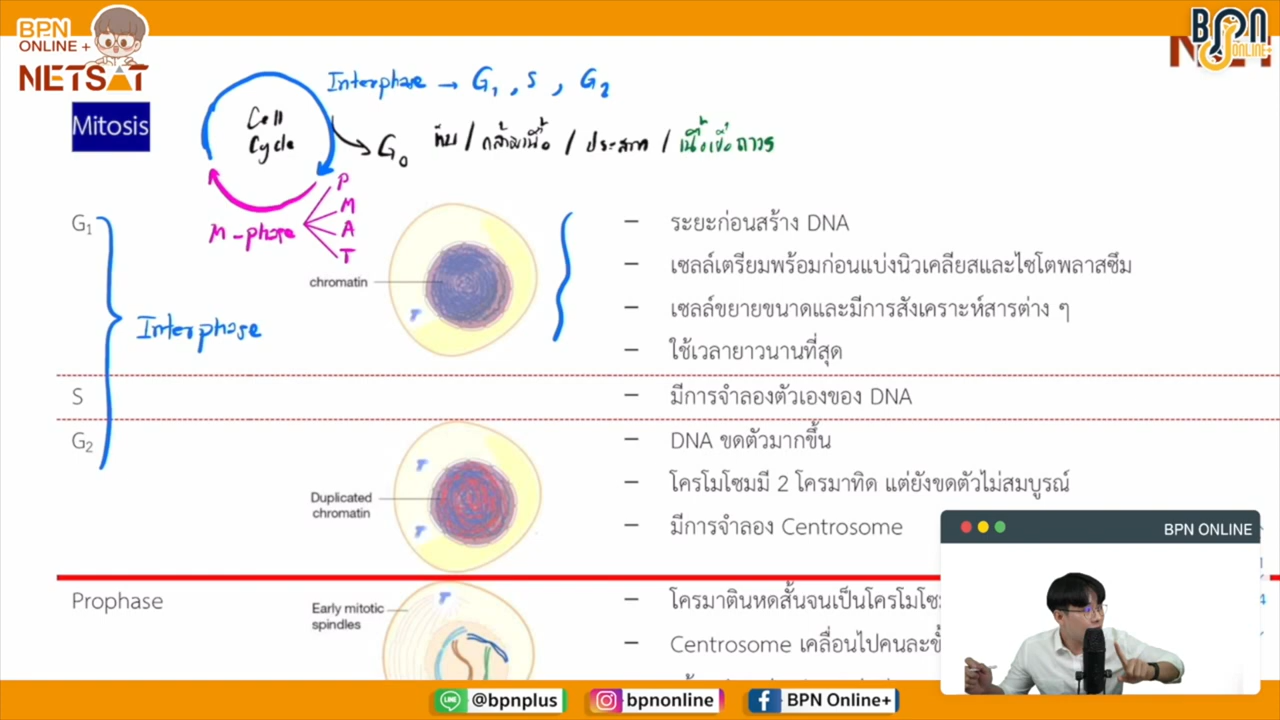 BPN
ONLINE +
NETSAT
BPN
ONLINE+
Mitosis
Cell
Cycle
Interphase → G1, S, G2
G0 ตับ / กล้ามเนื้อ / ประสาท / เนื้อเยื่อถาวร
M-phase
P
M
A
T
G1
Interphase
chromatin
T
– ระยะก่อนสร้าง DNA
– เซลล์เตรียมพร้อมก่อนแบ่งนิวเคลียสและไซโตพลาสซึม
– เซลล์ขยายขนาดและมีการสังเคราะห์สารต่าง ๆ
– ใช้เวลายาวนานที่สุด
S – มีการจำลองตัวเองของ DNA
G2 – DNA ขดตัวมากขึ้น
Duplicated
chromatin
T
T
– โครโมโซมมี 2 โครมาทิด แต่ยังขดตัวไม่สมบูรณ์
– มีการจำลอง Centrosome
BPN ONLINE
Prophase
Early mitotic
spindles
T
– โครมาตินหดสั้นจนเป็นโครโมโซม
– Centrosome เคลื่อนไปคนละขั้
@bpnplus
bpnonline
BPN Online+